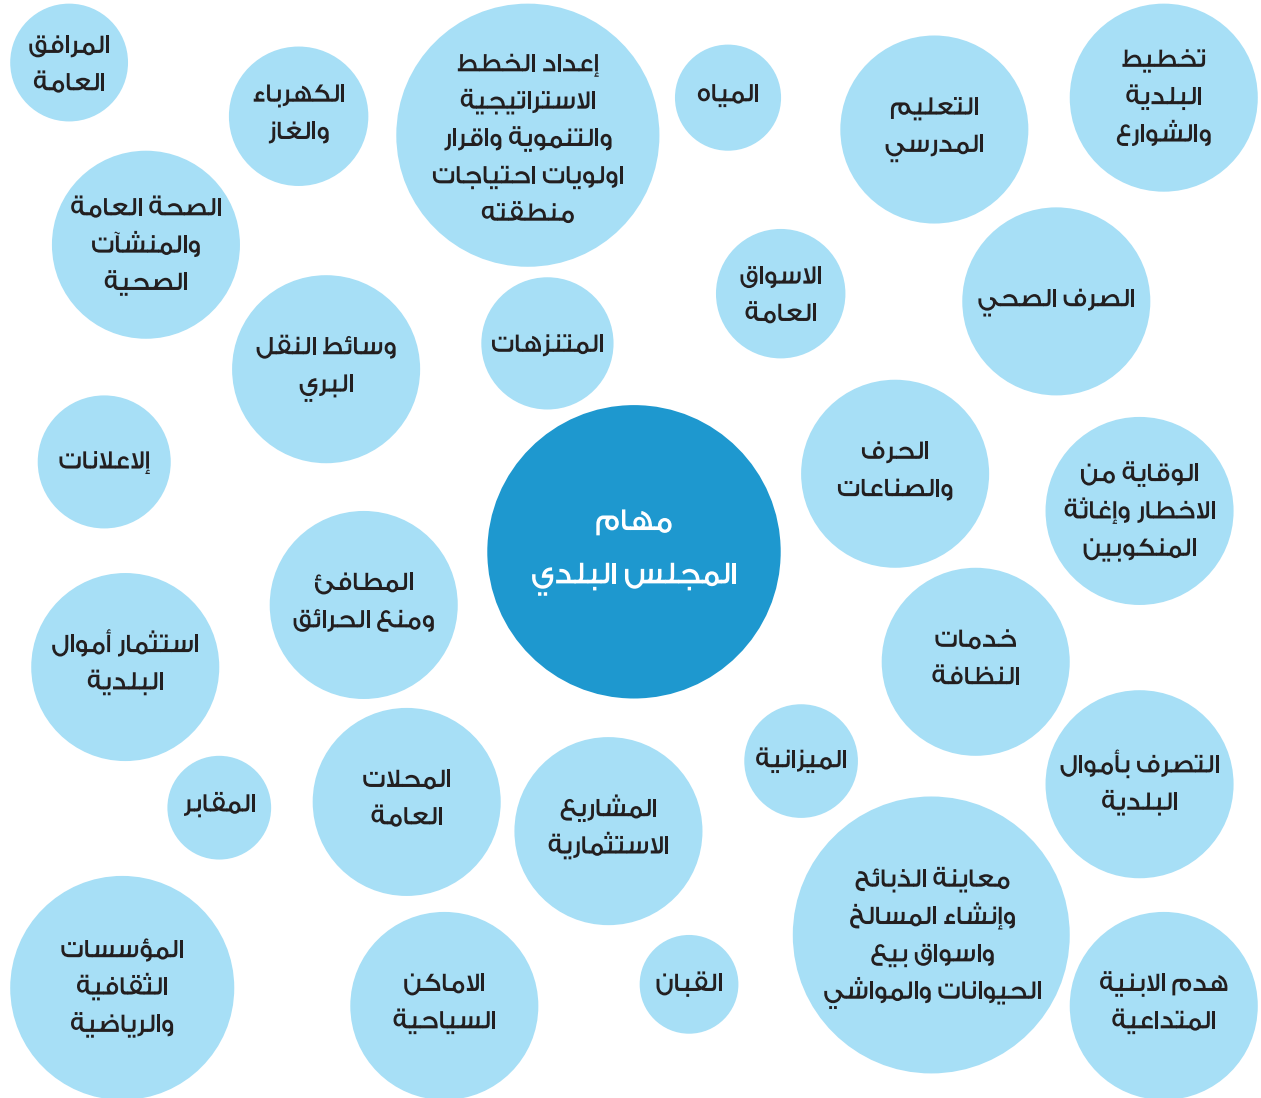 تخطيط
البلدية
والشوارع
التعليم
المدرسي
المياه
إعداد الخطط
الاستراتيجية
والتنموية واقرار
اولويات احتياجات
منطقته
الكهرباء
والغاز
المرافق
العامة
الصرف الصحي
الاسواق
العامة
المتنزهات
وسائط النقل
البري
الصحة العامة
والمنشآت
الصحية
الوقاية من
الاخطار وإغاثة
المنكوبين
الحرف
والصناعات
مهام
المجلس البلدي
المطافئ
ومنع الحرائق
إلاعلانات
خدمات
النظافة
استثمار أموال
البلدية
التصرف بأموال
البلدية
الميزانية
المشاريع
الاستثمارية
المحلات
العامة
المقابر
هدم الابنية
المتداعية
معاينة الذبائح
وإنشاء المسالخ
واسواق بيع
الحيوانات والمواشي
القبان
الاماكن
السياحية
المؤسسات
الثقافية
والرياضية